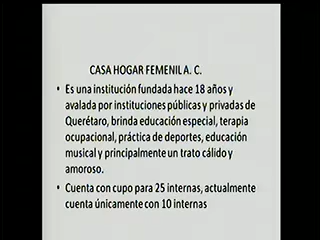 CASA HOGAR FEMENIL A. C.
• Es una institución fundada hace 18 años y
avalada por instituciones públicas y privadas de
Querétaro, brinda educación especial, terapia
ocupacional, práctica de deportes, educación
musical y principalmente un trato cálido y
amoroso.
• Cuenta con cupo para 25 internas, actualmente
cuenta únicamente con 10 internas